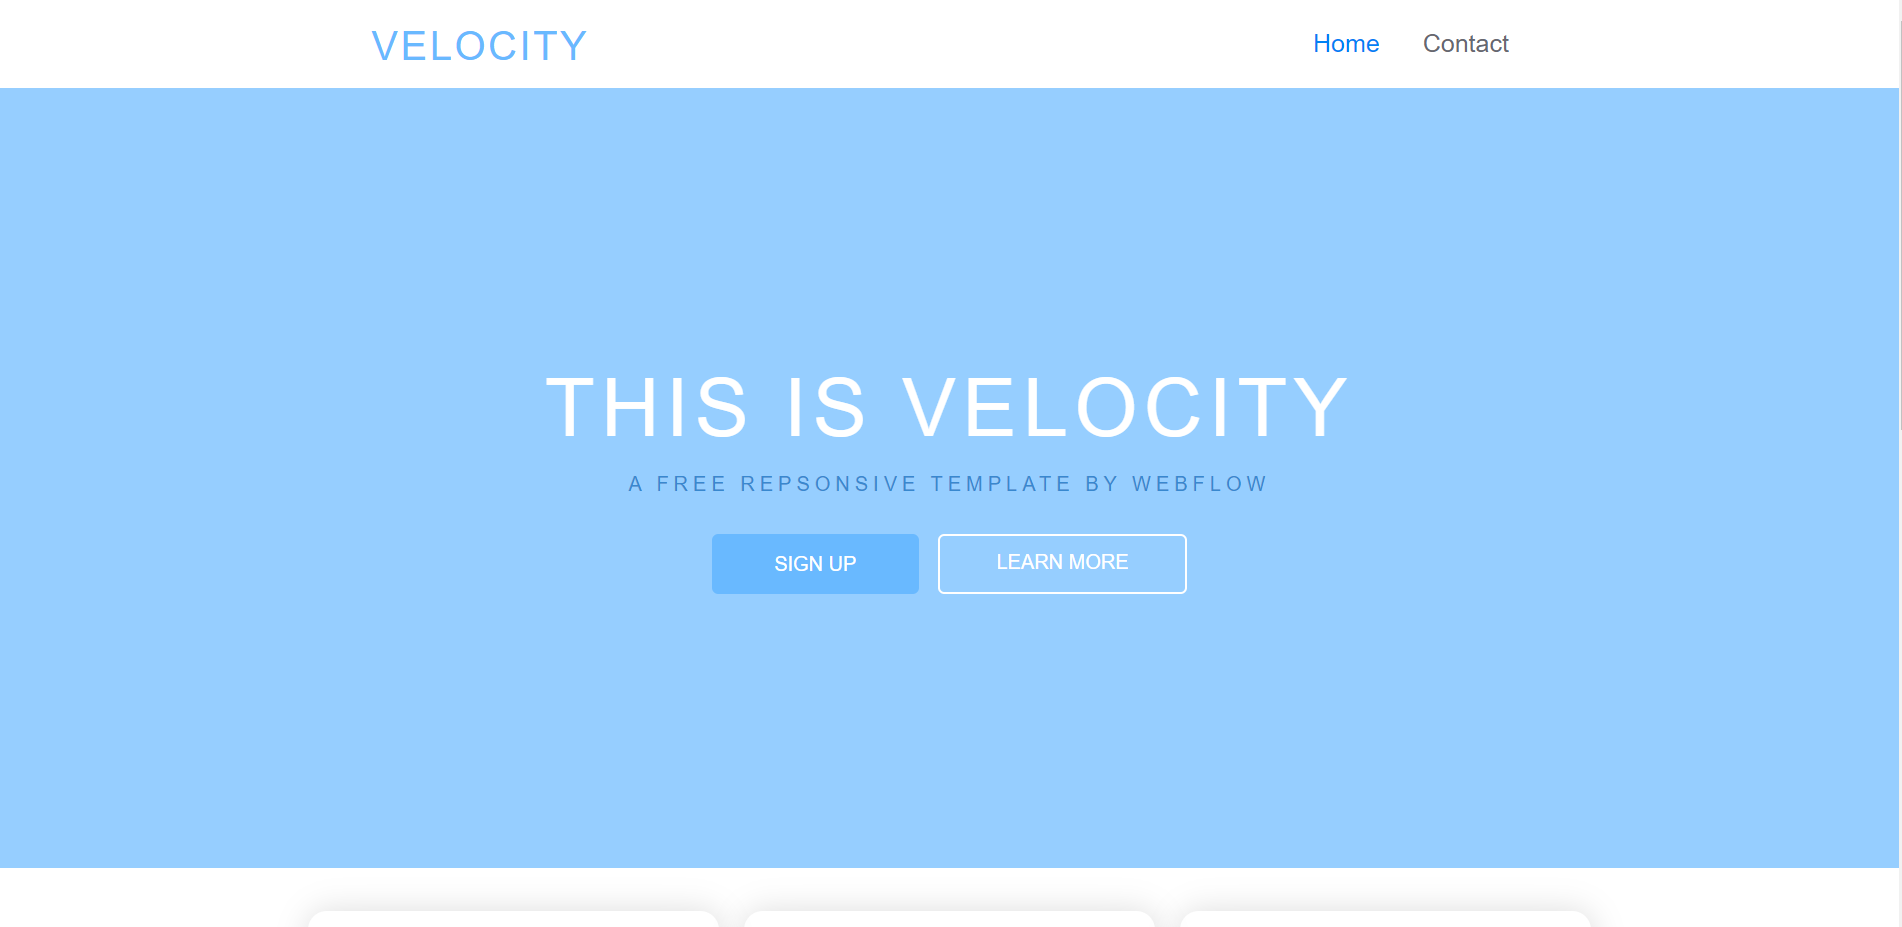 VELOCITY
Home
Contact
THIS IS VELOCITY
A FREE REPSONSIVE TEMPLATE BY WEBFLOW
SIGN UP
LEARN MORE